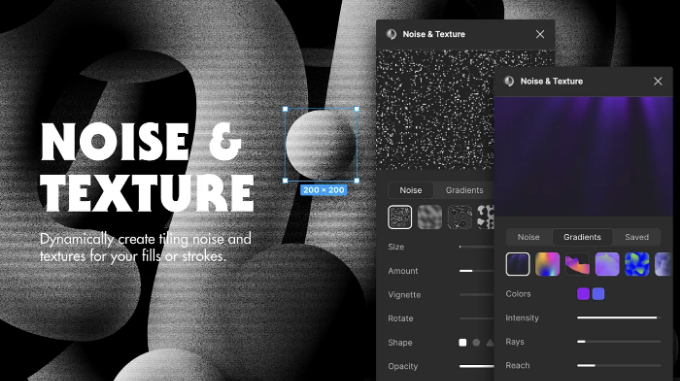 NOISE &
TEXTURE
Dynamically create tiling noise and
textures for your fills or strokes.
200 × 200
Noise & Texture
Noise
Gradients
Size
Amount
Vignette
Rotate
Shape
Opacity
Noise & Texture
Noise
Gradients
Saved
Colors
Intensity
Rays
Reach